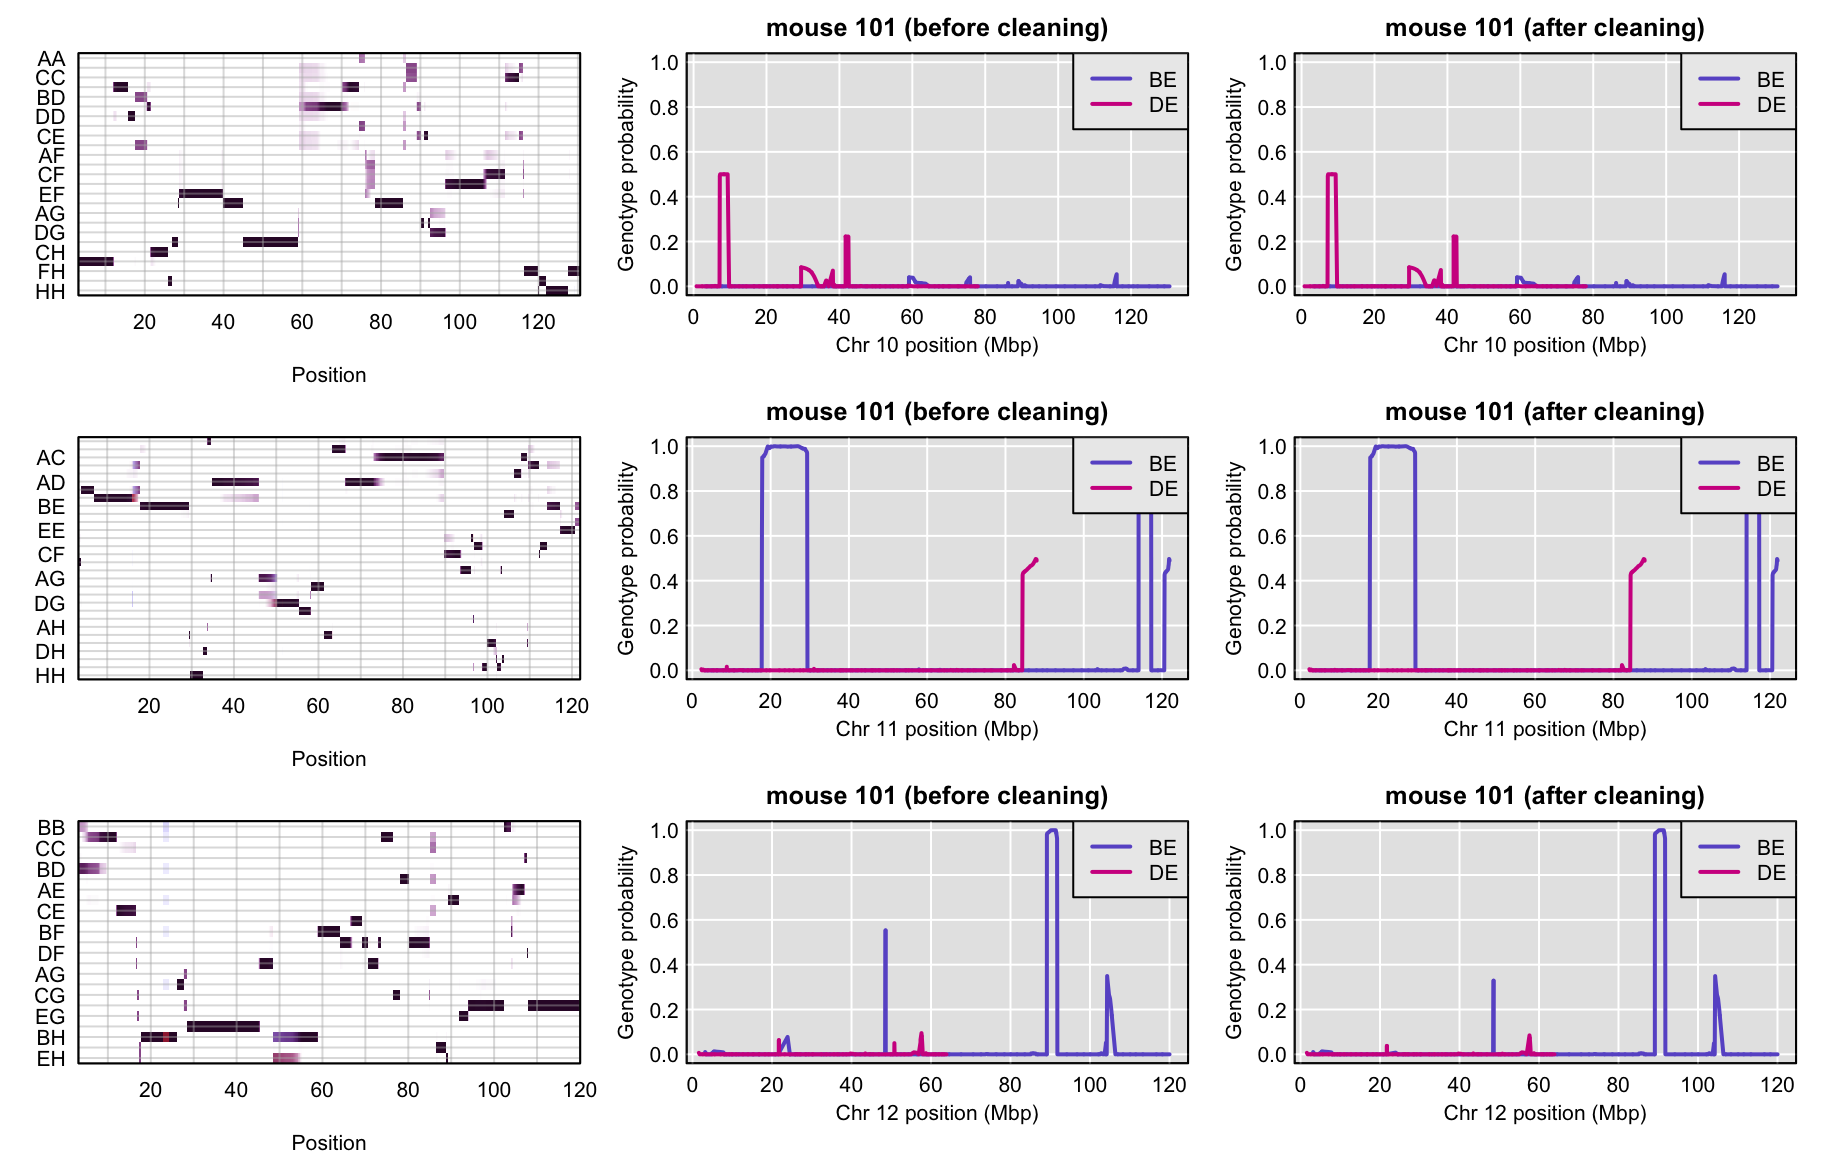 AA
CC
BD
DD
CE
AF
CF
EF
AG
DG
CH
FH
HH
20 40 60 80 100 120
Position
mouse 101 (before cleaning)
Genotype probability
1.0
0.8
0.6
0.4
0.2
0.0
BE
DE
0 20 40 60 80 100 120
Chr 10 position (Mbp)
mouse 101 (after cleaning)
Genotype probability
1.0
0.8
0.6
0.4
0.2
0.0
BE
DE
0 20 40 60 80 100 120
Chr 10 position (Mbp)
AC
AD
BE
EE
CF
AG
DG
AH
DH
HH
20 40 60 80 100 120
Position
mouse 101 (before cleaning)
Genotype probability
1.0
0.8
0.6
0.4
0.2
0.0
BE
DE
0 20 40 60 80 100 120
Chr 11 position (Mbp)
mouse 101 (after cleaning)
Genotype probability
1.0
0.8
0.6
0.4
0.2
0.0
BE
DE
0 20 40 60 80 100 120
Chr 11 position (Mbp)
BB
CC
BD
AE
CE
BF
DF
AG
CG
EG
BH
EH
20 40 60 80 100 120
Position
mouse 101 (before cleaning)
Genotype probability
1.0
0.8
0.6
0.4
0.2
0.0
BE
DE
0 20 40 60 80 100 120
Chr 12 position (Mbp)
mouse 101 (after cleaning)
Genotype probability
1.0
0.8
0.6
0.4
0.2
0.0
BE
DE
0 20 40 60 80 100 120
Chr 12 position (Mbp)